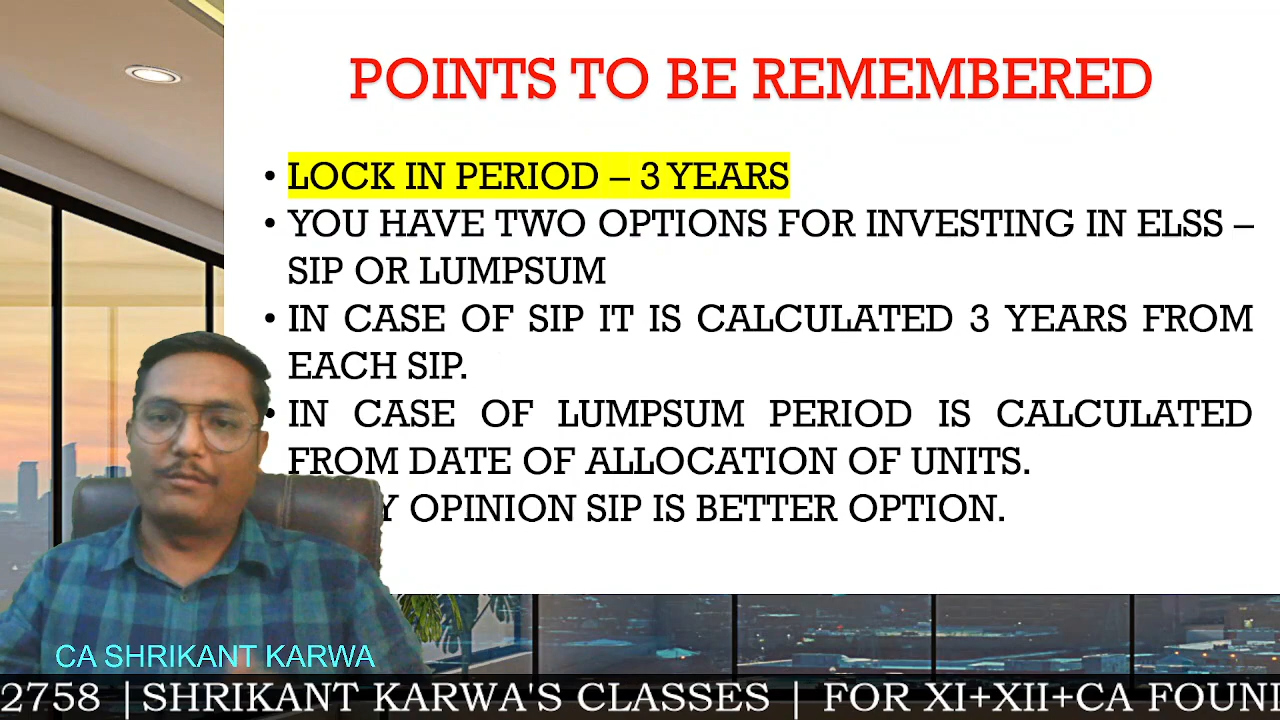 POINTS TO BE REMEMBERED
• LOCK IN PERIOD – 3 YEARS
• YOU HAVE TWO OPTIONS FOR INVESTING IN ELSS –
SIP OR LUMPSUM
• IN CASE OF SIP IT IS CALCULATED 3 YEARS FROM
EACH SIP.
• IN CASE OF LUMPSUM PERIOD IS CALCULATED
FROM DATE OF ALLOCATION OF UNITS.
OPINION SIP IS BETTER OPTION.
CA SHRIKANT KARWA
2758 | SHRIKANT KARWA'S CLASSES | FOR XI+XII+CA FOUN